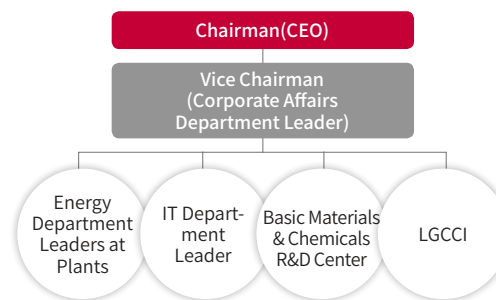 Chairman(CEO)
Vice Chairman
(Corporate Affairs
Department Leader)
Energy
Department
Leaders at
Plants
IT Depart-
ment
Leader
Basic Materials
& Chemicals
R&D Center
LGCCI